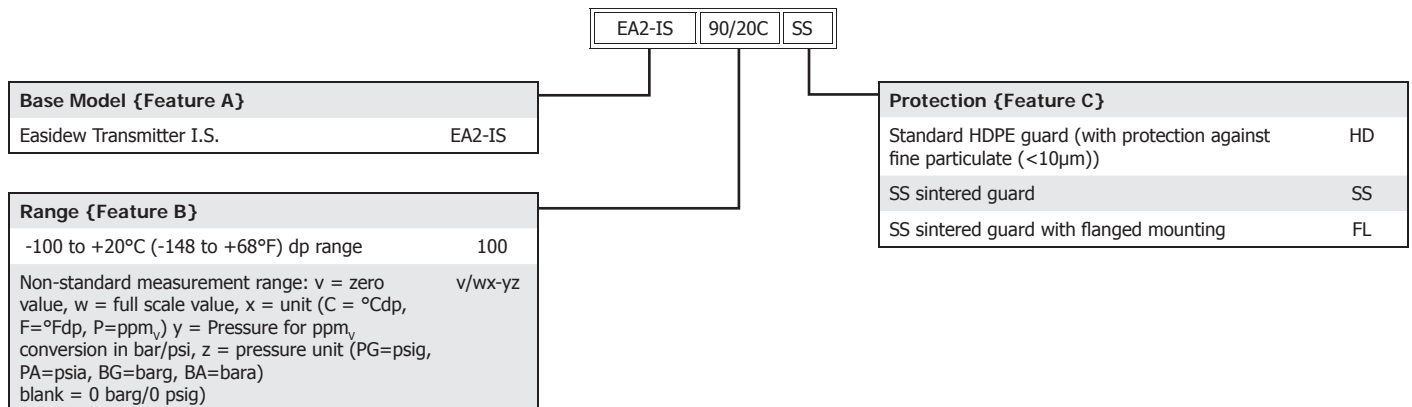 EA2-IS 90/20C SS
Base Model {Feature A}
Easidew Transmitter I.S. EA2-IS
Range {Feature B}
-100 to +20°C (-148 to +68°F) dp range 100
Non-standard measurement range: v = zero v/wx-yz
value, w = full scale value, x = unit (C = °Cdp,
F=°Fdp, P=ppmv) y = Pressure for ppmv
conversion in bar/psi, z = pressure unit (PG=psig,
PA=psia, BG=barg, BA=bara)
blank = 0 barg/0 psig)
Protection {Feature C}
Standard HDPE guard (with protection against HD
fine particulate (<10µm))
SS sintered guard SS
SS sintered guard with flanged mounting FL